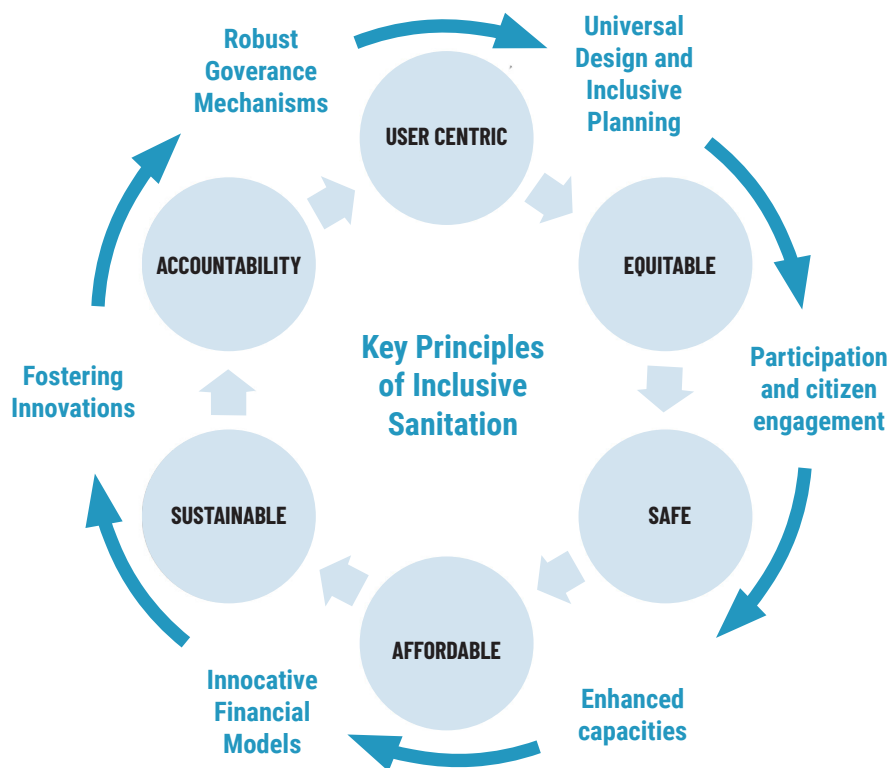 Robust
Goverance
Mechanisms
Universal
Design and
Inclusive
Planning
USER CENTRIC
ACCOUNTABILITY
EQUITABLE
Key Principles
of Inclusive
Sanitation
Fostering
Innovations
Participation
and citizen
engagement
SUSTAINABLE
SAFE
AFFORDABLE
Innocative
Financial
Models
Enhanced
capacities